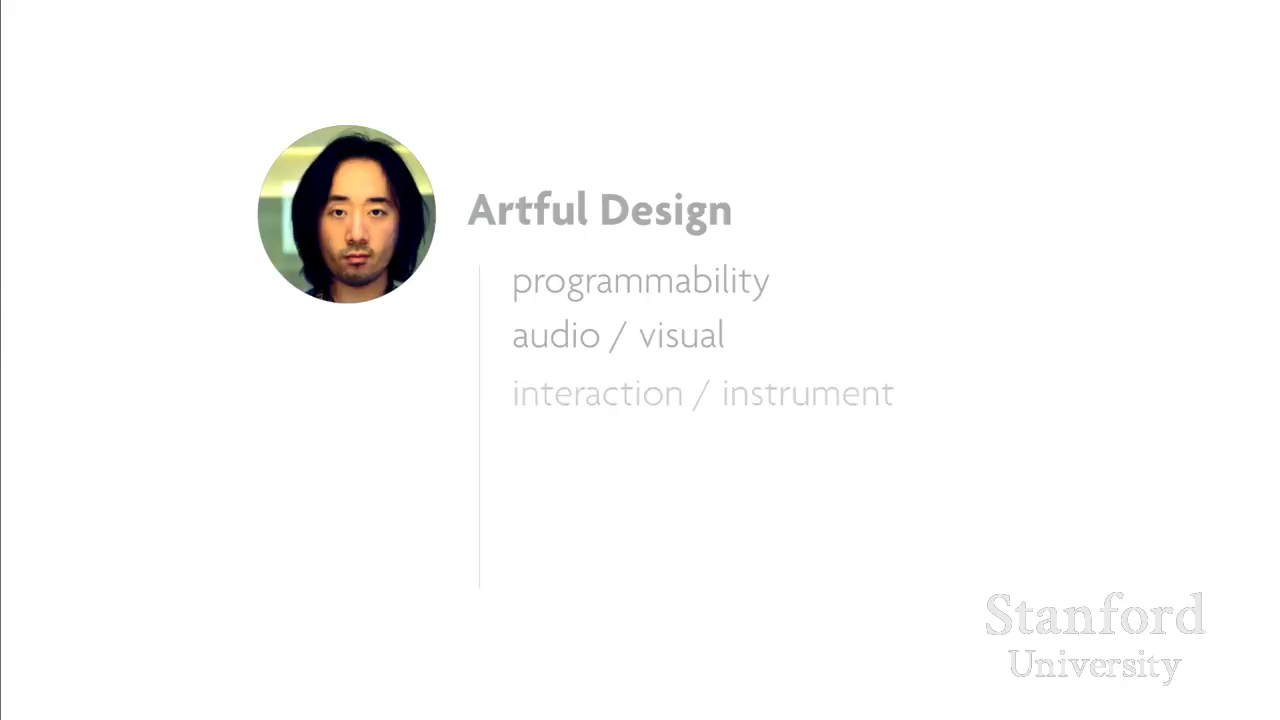 Artful Design
programmability
audio / visual
interaction / instrument
Stanford
University